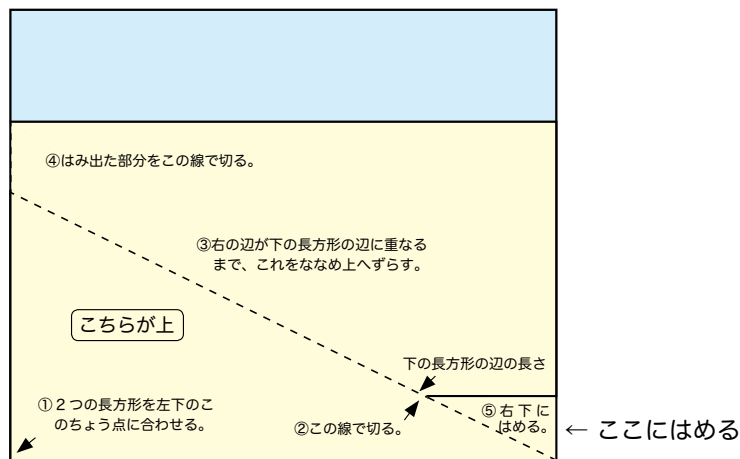 ④はみ出た部分をこの線で切る。
③右の辺が下の長方形の辺に重なる
まで、これをななめ上へずらす。
こちらが上
下の長方形の辺の長さ
①２つの長方形を左下のこ
のちょう点に合わせる。
②この線で切る。
⑤右下に
はめる。
← ここにはめる